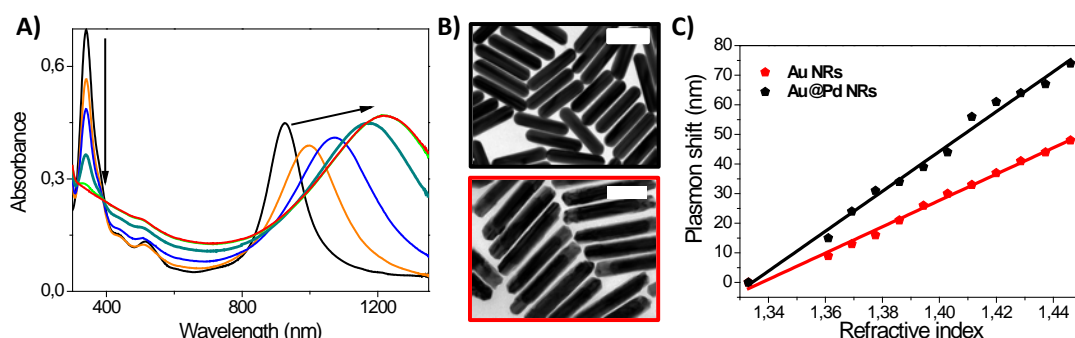 A)
0,6
0,3
0,0
400
800
1200
Absorbance
Wavelength (nm)
B)
C)
80
70
60
50
40
30
20
10
0
Au NRs
Au@Pd NRs
1,34
1,36
1,38
1,40
1,42
1,44
Plasmon shift (nm)
Refractive index